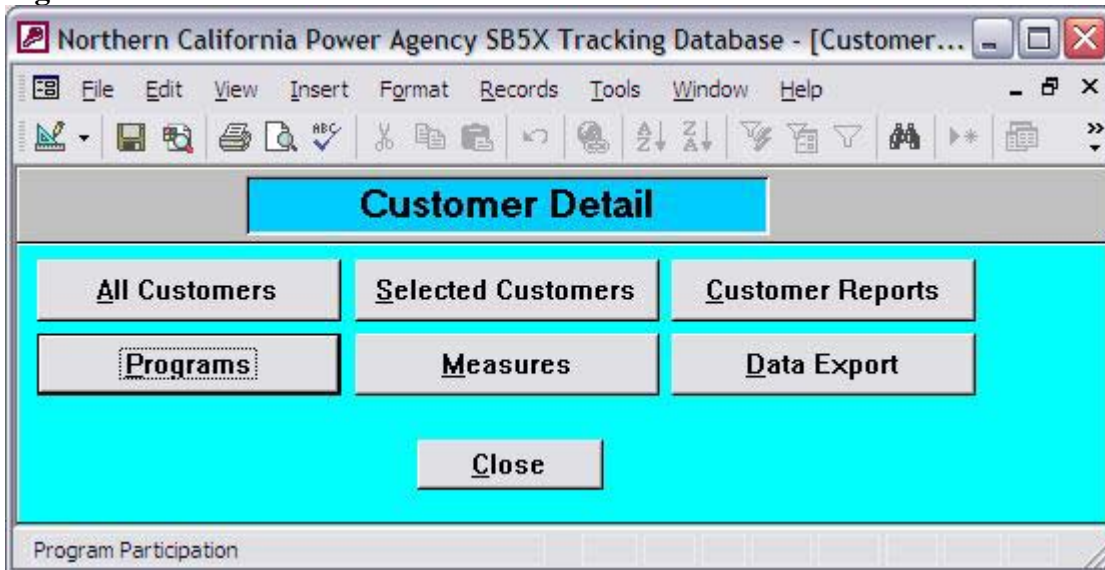 Northern California Power Agency SB5X Tracking Database - [Customer...
File Edit View Insert Format Records Tools Window Help
ABC
A Z Z A
Customer Detail
All Customers Selected Customers Customer Reports
Programs Measures Data Export
Close
Program Participation